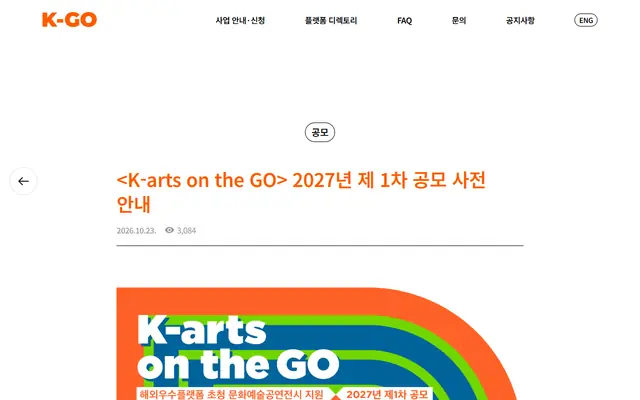 K-GO
사업 안내·신청
플랫폼 디렉토리
FAQ
문의
공지사항
ENG
공모
<K-arts on the GO> 2027년 제 1차 공모 사전
안내
2026.10.23.
3,084
K-arts
on the GO
해외우수플랫폼 초청 문화예술공연전시 지원
2027년 제1차 공모